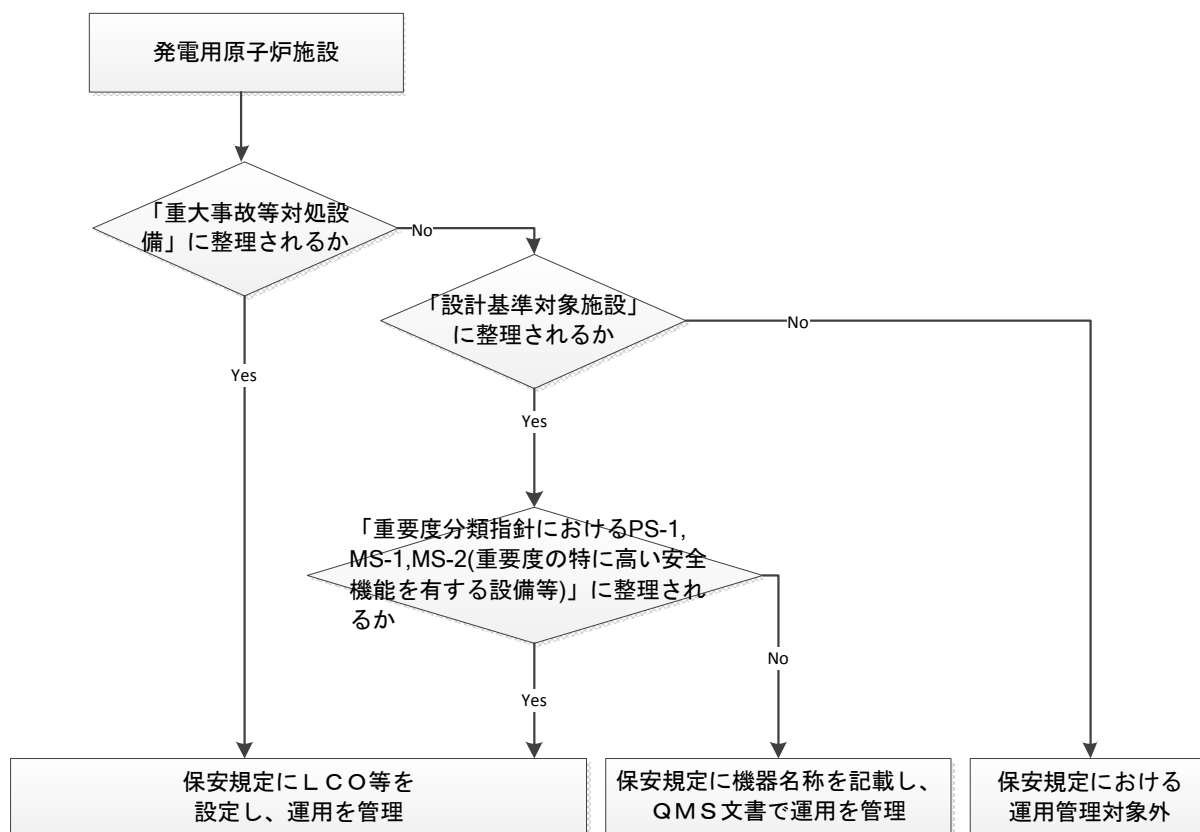 発電用原子炉施設
「重大事故等対処設
備」に整理されるか
No
「設計基準対象施設」
に整理されるか
No
Yes
Yes
「重要度分類指針におけるPS-1,
MS-1,MS-2(重要度の特に高い安全
機能を有する設備等)」に整理され
るか
No
Yes
保安規定にＬＣＯ等を
設定し、運用を管理
保安規定に機器名称を記載し、
ＱＭＳ文書で運用を管理
保安規定における
運用管理対象外